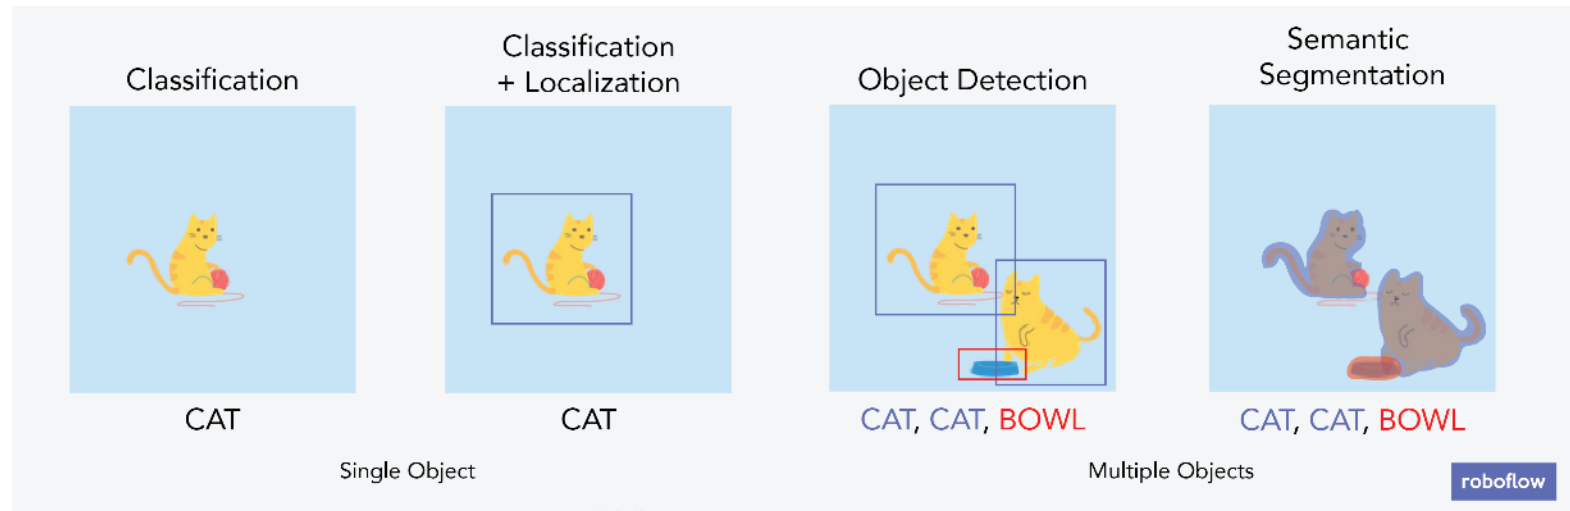 Classification
Classification
+ Localization
Object Detection
Semantic
Segmentation
CAT
CAT
CAT, CAT, BOWL
CAT, CAT, BOWL
Single Object
Multiple Objects
roboflow